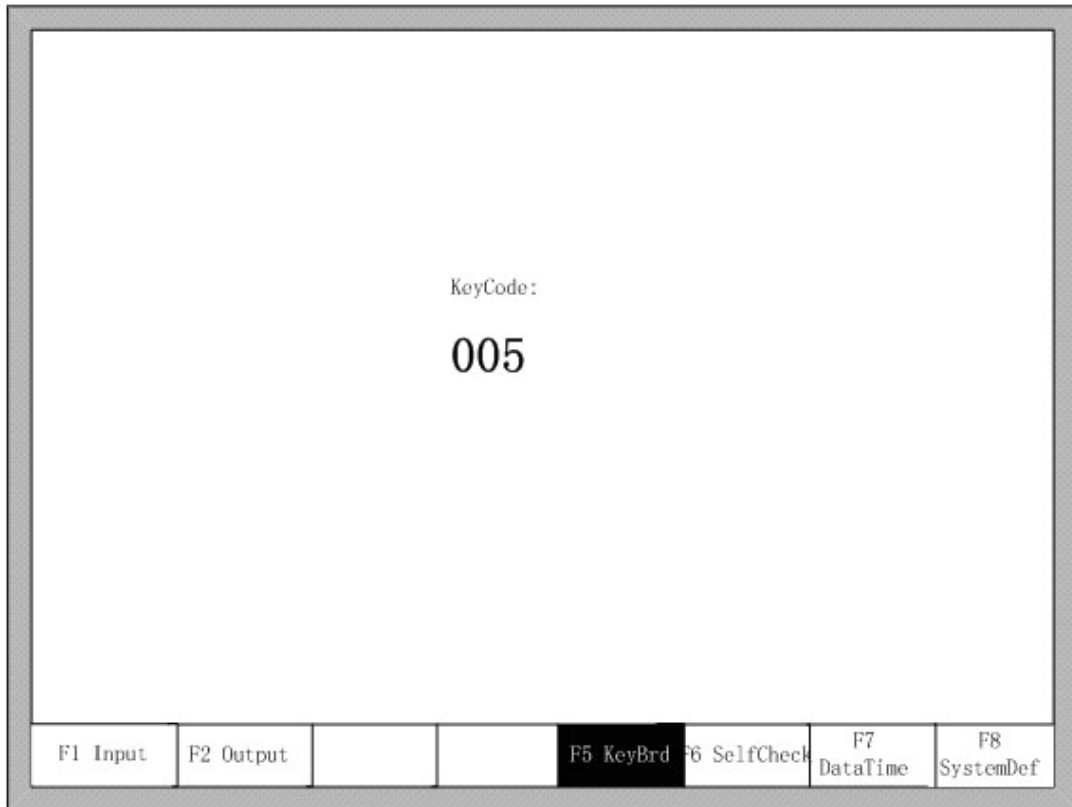 KeyCode:
005
F1 Input
F2 Output
F5 KeyBrd
F6 SelfCheck
F7
DataTime
F8
SystemDef